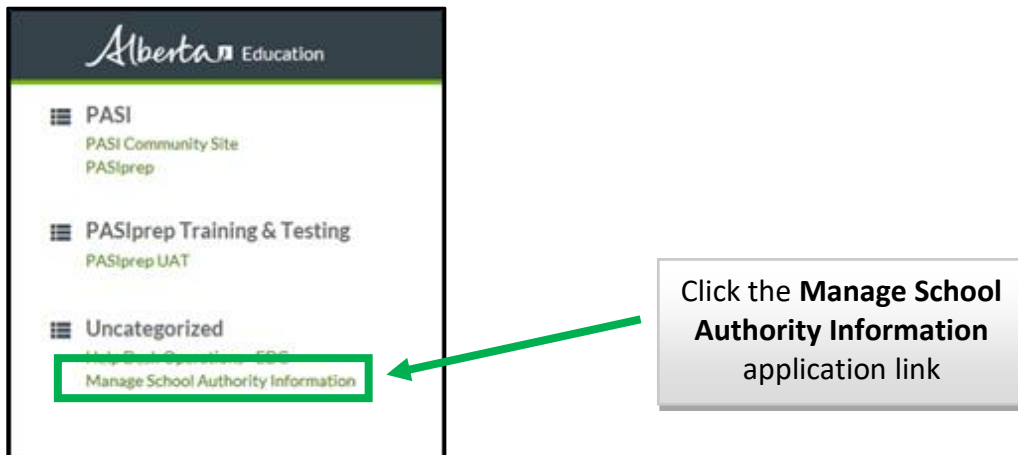 Alberta Education
PASI
PASI Community Site
PASIprep
PASIprep Training & Testing
PASIprep UAT
Uncategorized
Manage School Authority Information
Click the Manage School
Authority Information
application link